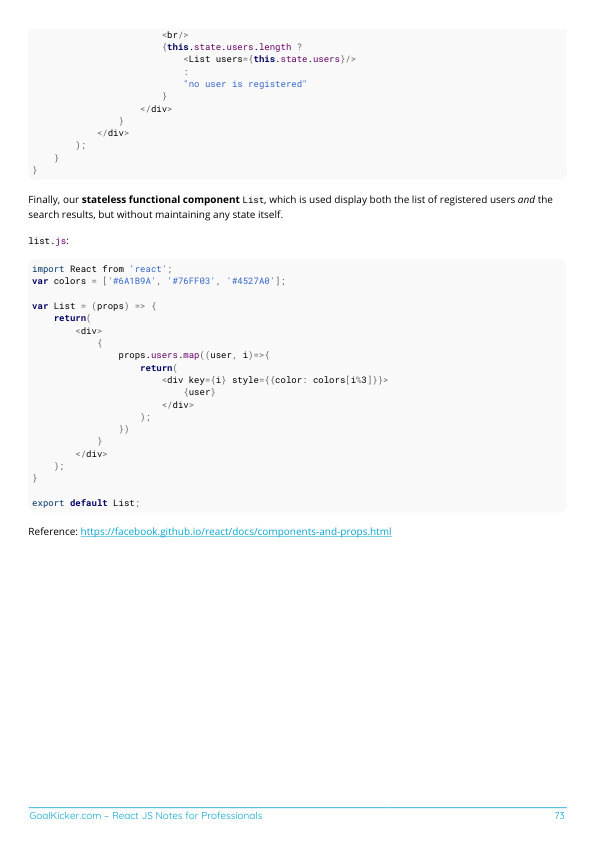 <br/>
                        {this.state.users.length ?
                            <List users={this.state.users}/>
                            :
                            "no user is registered"
                        }
                    </div>
                }
            </div>
        );
    }
}
Finally, our stateless functional component List, which is used display both the list of registered users and the
search results, but without maintaining any state itself.
list.js:
import React from 'react';
var colors = ['#6A1B9A', '#76FF03', '#4527A0'];

var List = (props) => {
    return(
        <div>
            {
                props.users.map((user, i)=>{
                    return(
                        <div key={i} style={{color: colors[i%3]}}>
                            {user}
                        </div>
                    );
                })
            }
        </div>
    );
}

export default List;
Reference: https://facebook.github.io/react/docs/components-and-props.html
GoalKicker.com – React JS Notes for Professionals 73